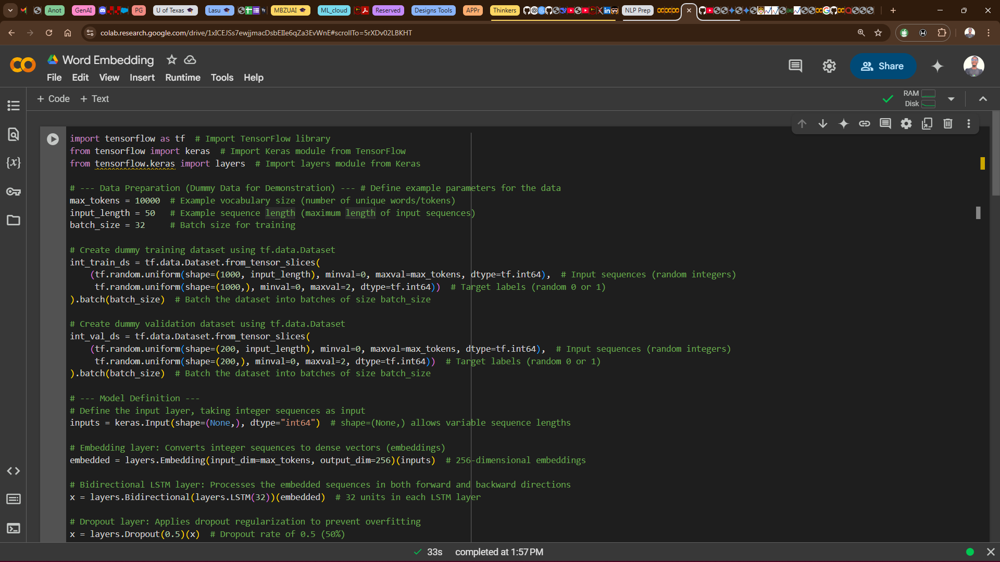 Anot
GenAI
PG
U of Texas 🎓
Lasu 🎓
MBZUAI 🎓
ML_cloud
Reserved
Designs Tools
APPr
Thinkers
NLP Prep
colab.research.google.com/drive/1xICEJSs7ewjjmacDsbEIIe6qZa3EvWnE#scrollTo=5rXDv02LBKHT
Word Embedding
Share
File Edit View Insert Runtime Tools Help
+ Code + Text
RAM
Disk
import tensorflow as tf  # Import TensorFlow library
from tensorflow import keras  # Import Keras module from TensorFlow
from tensorflow.keras import layers  # Import layers module from Keras
# --- Data Preparation (Dummy Data for Demonstration) --- # Define example parameters for the data
max_tokens = 10000  # Example vocabulary size (number of unique words/tokens)
input_length = 50   # Example sequence length (maximum length of input sequences)
batch_size = 32     # Batch size for training
# Create dummy training dataset using tf.data.Dataset
int_train_ds = tf.data.Dataset.from_tensor_slices(
    (tf.random.uniform(shape=(1000, input_length), minval=0, maxval=max_tokens, dtype=tf.int64),  # Input sequences (random integers)
     tf.random.uniform(shape=(1000,), minval=0, maxval=2, dtype=tf.int64))  # Target labels (random 0 or 1)
).batch(batch_size)  # Batch the dataset into batches of size batch_size
# Create dummy validation dataset using tf.data.Dataset
int_val_ds = tf.data.Dataset.from_tensor_slices(
    (tf.random.uniform(shape=(200, input_length), minval=0, maxval=max_tokens, dtype=tf.int64),  # Input sequences (random integers)
     tf.random.uniform(shape=(200,), minval=0, maxval=2, dtype=tf.int64))  # Target labels (random 0 or 1)
).batch(batch_size)  # Batch the dataset into batches of size batch_size
# --- Model Definition ---
# Define the input layer, taking integer sequences as input
inputs = keras.Input(shape=(None,), dtype="int64")  # shape=(None,) allows variable sequence lengths
# Embedding layer: Converts integer sequences to dense vectors (embeddings)
embedded = layers.Embedding(input_dim=max_tokens, output_dim=256)(inputs)  # 256-dimensional embeddings
# Bidirectional LSTM layer: Processes the embedded sequences in both forward and backward directions
x = layers.Bidirectional(layers.LSTM(32))(embedded)  # 32 units in each LSTM layer
# Dropout layer: Applies dropout regularization to prevent overfitting
x = layers.Dropout(0.5)(x)  # Dropout rate of 0.5 (50%)
33s completed at 1:57 PM